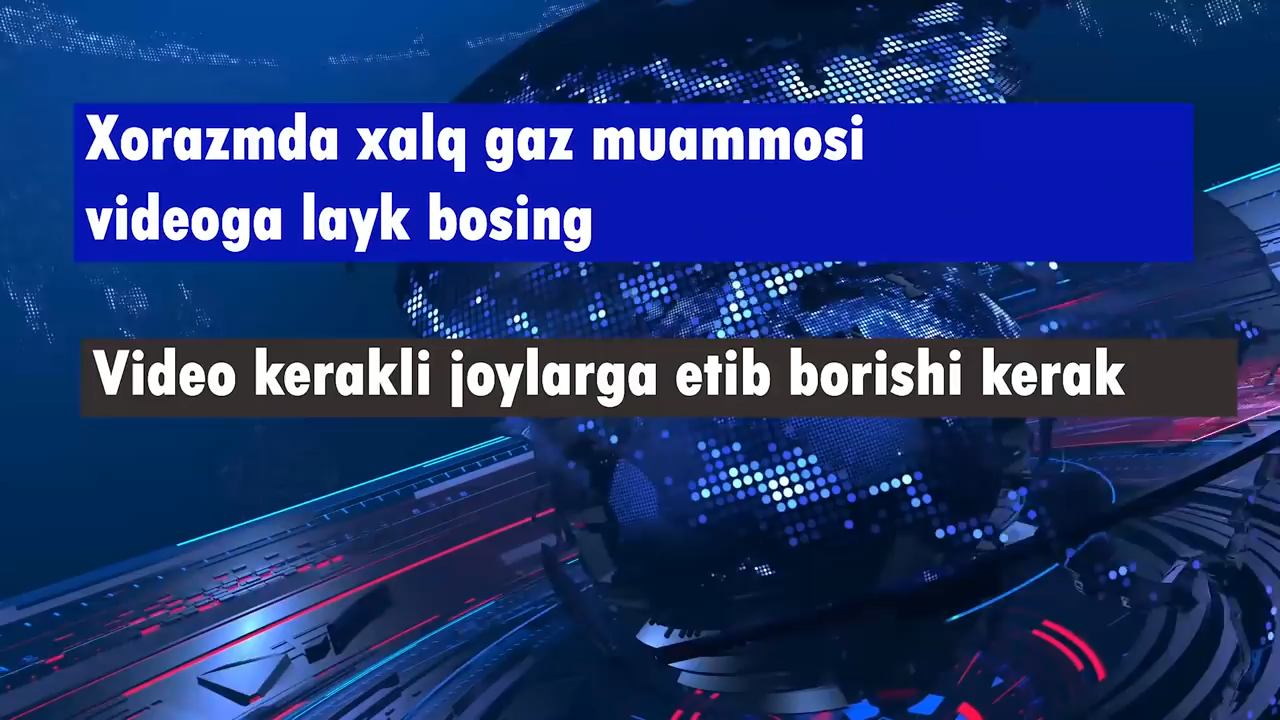 Xorazmda xalq gaz muammosi
videoga layk bosing
Video kerakli joylarga etib borishi kerak